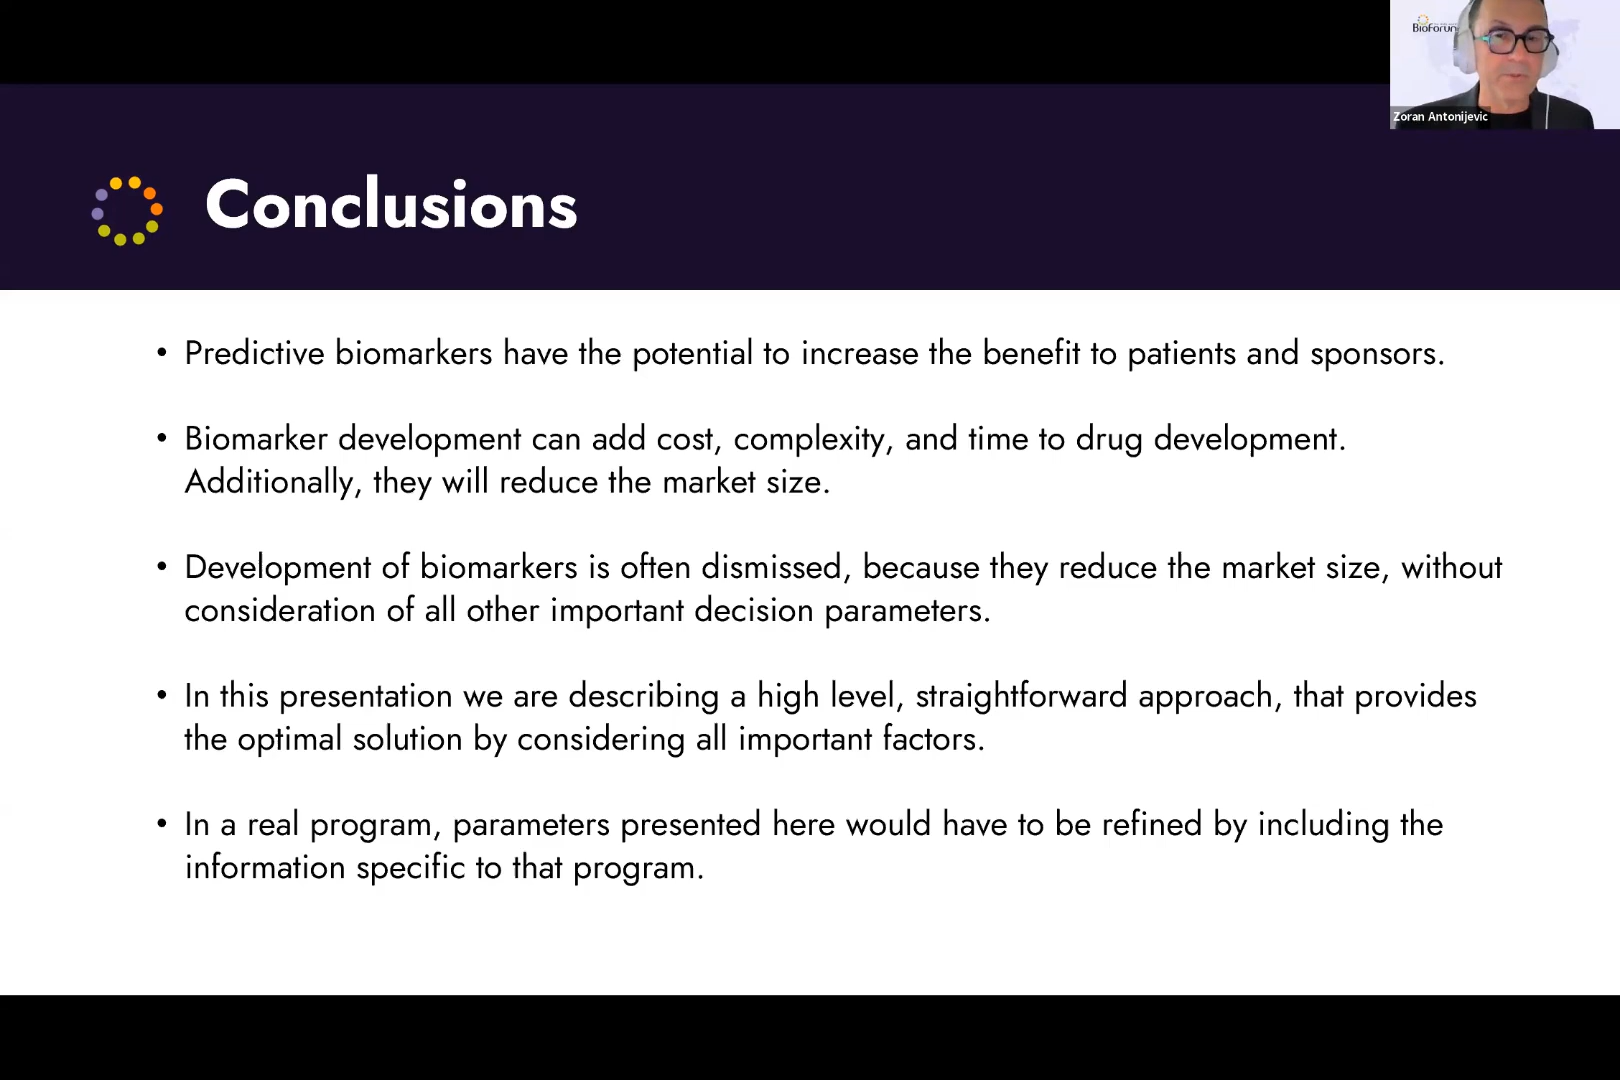 BioForum
Zoran Antonijevic
Conclusions
• Predictive biomarkers have the potential to increase the benefit to patients and sponsors.
• Biomarker development can add cost, complexity, and time to drug development.
Additionally, they will reduce the market size.
• Development of biomarkers is often dismissed, because they reduce the market size, without
consideration of all other important decision parameters.
• In this presentation we are describing a high level, straightforward approach, that provides
the optimal solution by considering all important factors.
• In a real program, parameters presented here would have to be refined by including the
information specific to that program.